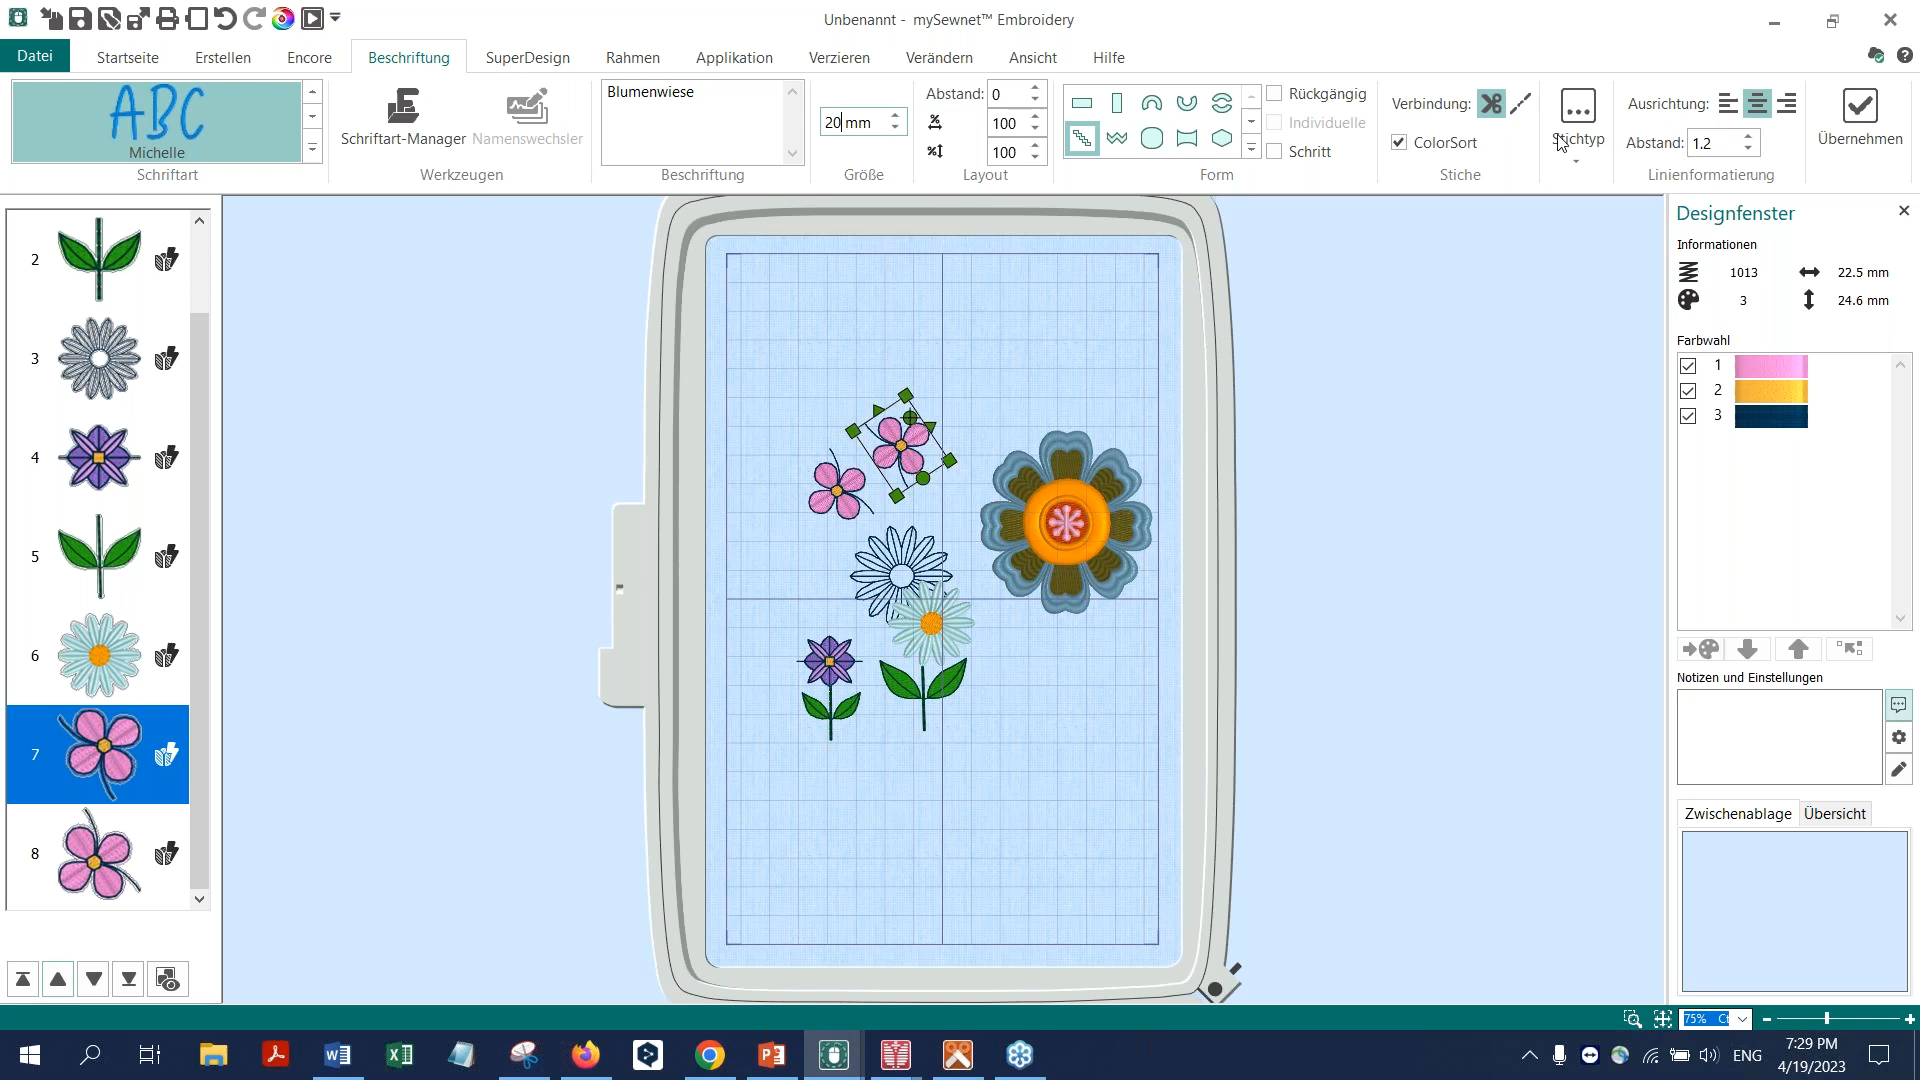 Unbenannt - mySewnet™ Embroidery
Datei Startseite Erstellen Encore Beschriftung SuperDesign Rahmen Applikation Verzieren Verändern Ansicht Hilfe
ABC
Michelle
Schriftart
Schriftart-Manager Namenswechsler
Werkzeugen
Blumenwiese
Beschriftung
20 mm
Größe
Abstand: 0
% 100
% 100
Layout
Form
Rückgängig
Individuelle
Schritt
Verbindung:
ColorSort
Stiche
Stichtyp
Ausrichtung:
Abstand: 1.2
Linienformatierung
Übernehmen
2
3
4
5
6
7
8
Designfenster
Informationen
1013 22.5 mm
3 24.6 mm
Farbwahl
1
2
3
Notizen und Einstellungen
Zwischenablage Übersicht
75%
ENG
7:29 PM
4/19/2023